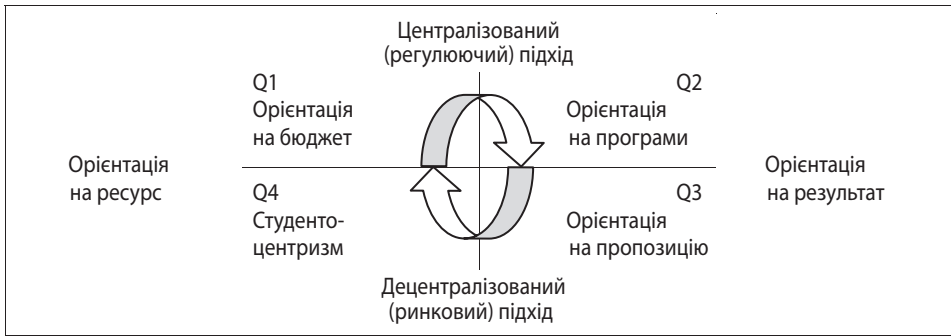 Централізований
(регулюючий) підхід
Q1
Орієнтація
на бюджет
Q2
Орієнтація
на програми
Орієнтація
на ресурс
Орієнтація
на результат
Q4
Студенто-
центризм
Q3
Орієнтація
на пропозицію
Децентралізований
(ринковий) підхід